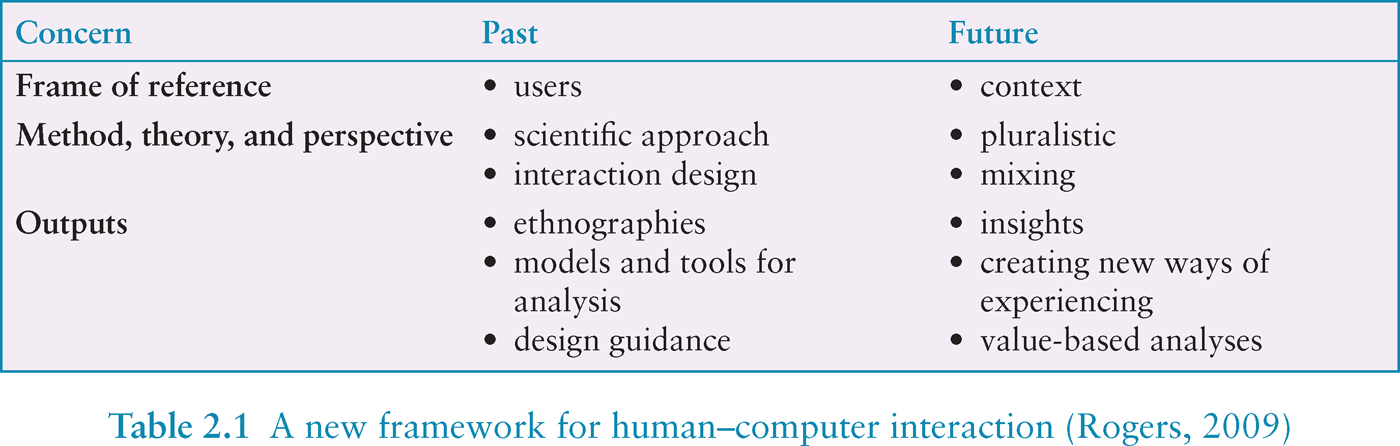 Concern Past Future
Frame of reference • users • context
Method, theory, and perspective • scientific approach • pluralistic
• interaction design • mixing
Outputs • ethnographies • insights
• models and tools for • creating new ways of
analysis experiencing
• design guidance • value-based analyses
Table 2.1 A new framework for human–computer interaction (Rogers, 2009)